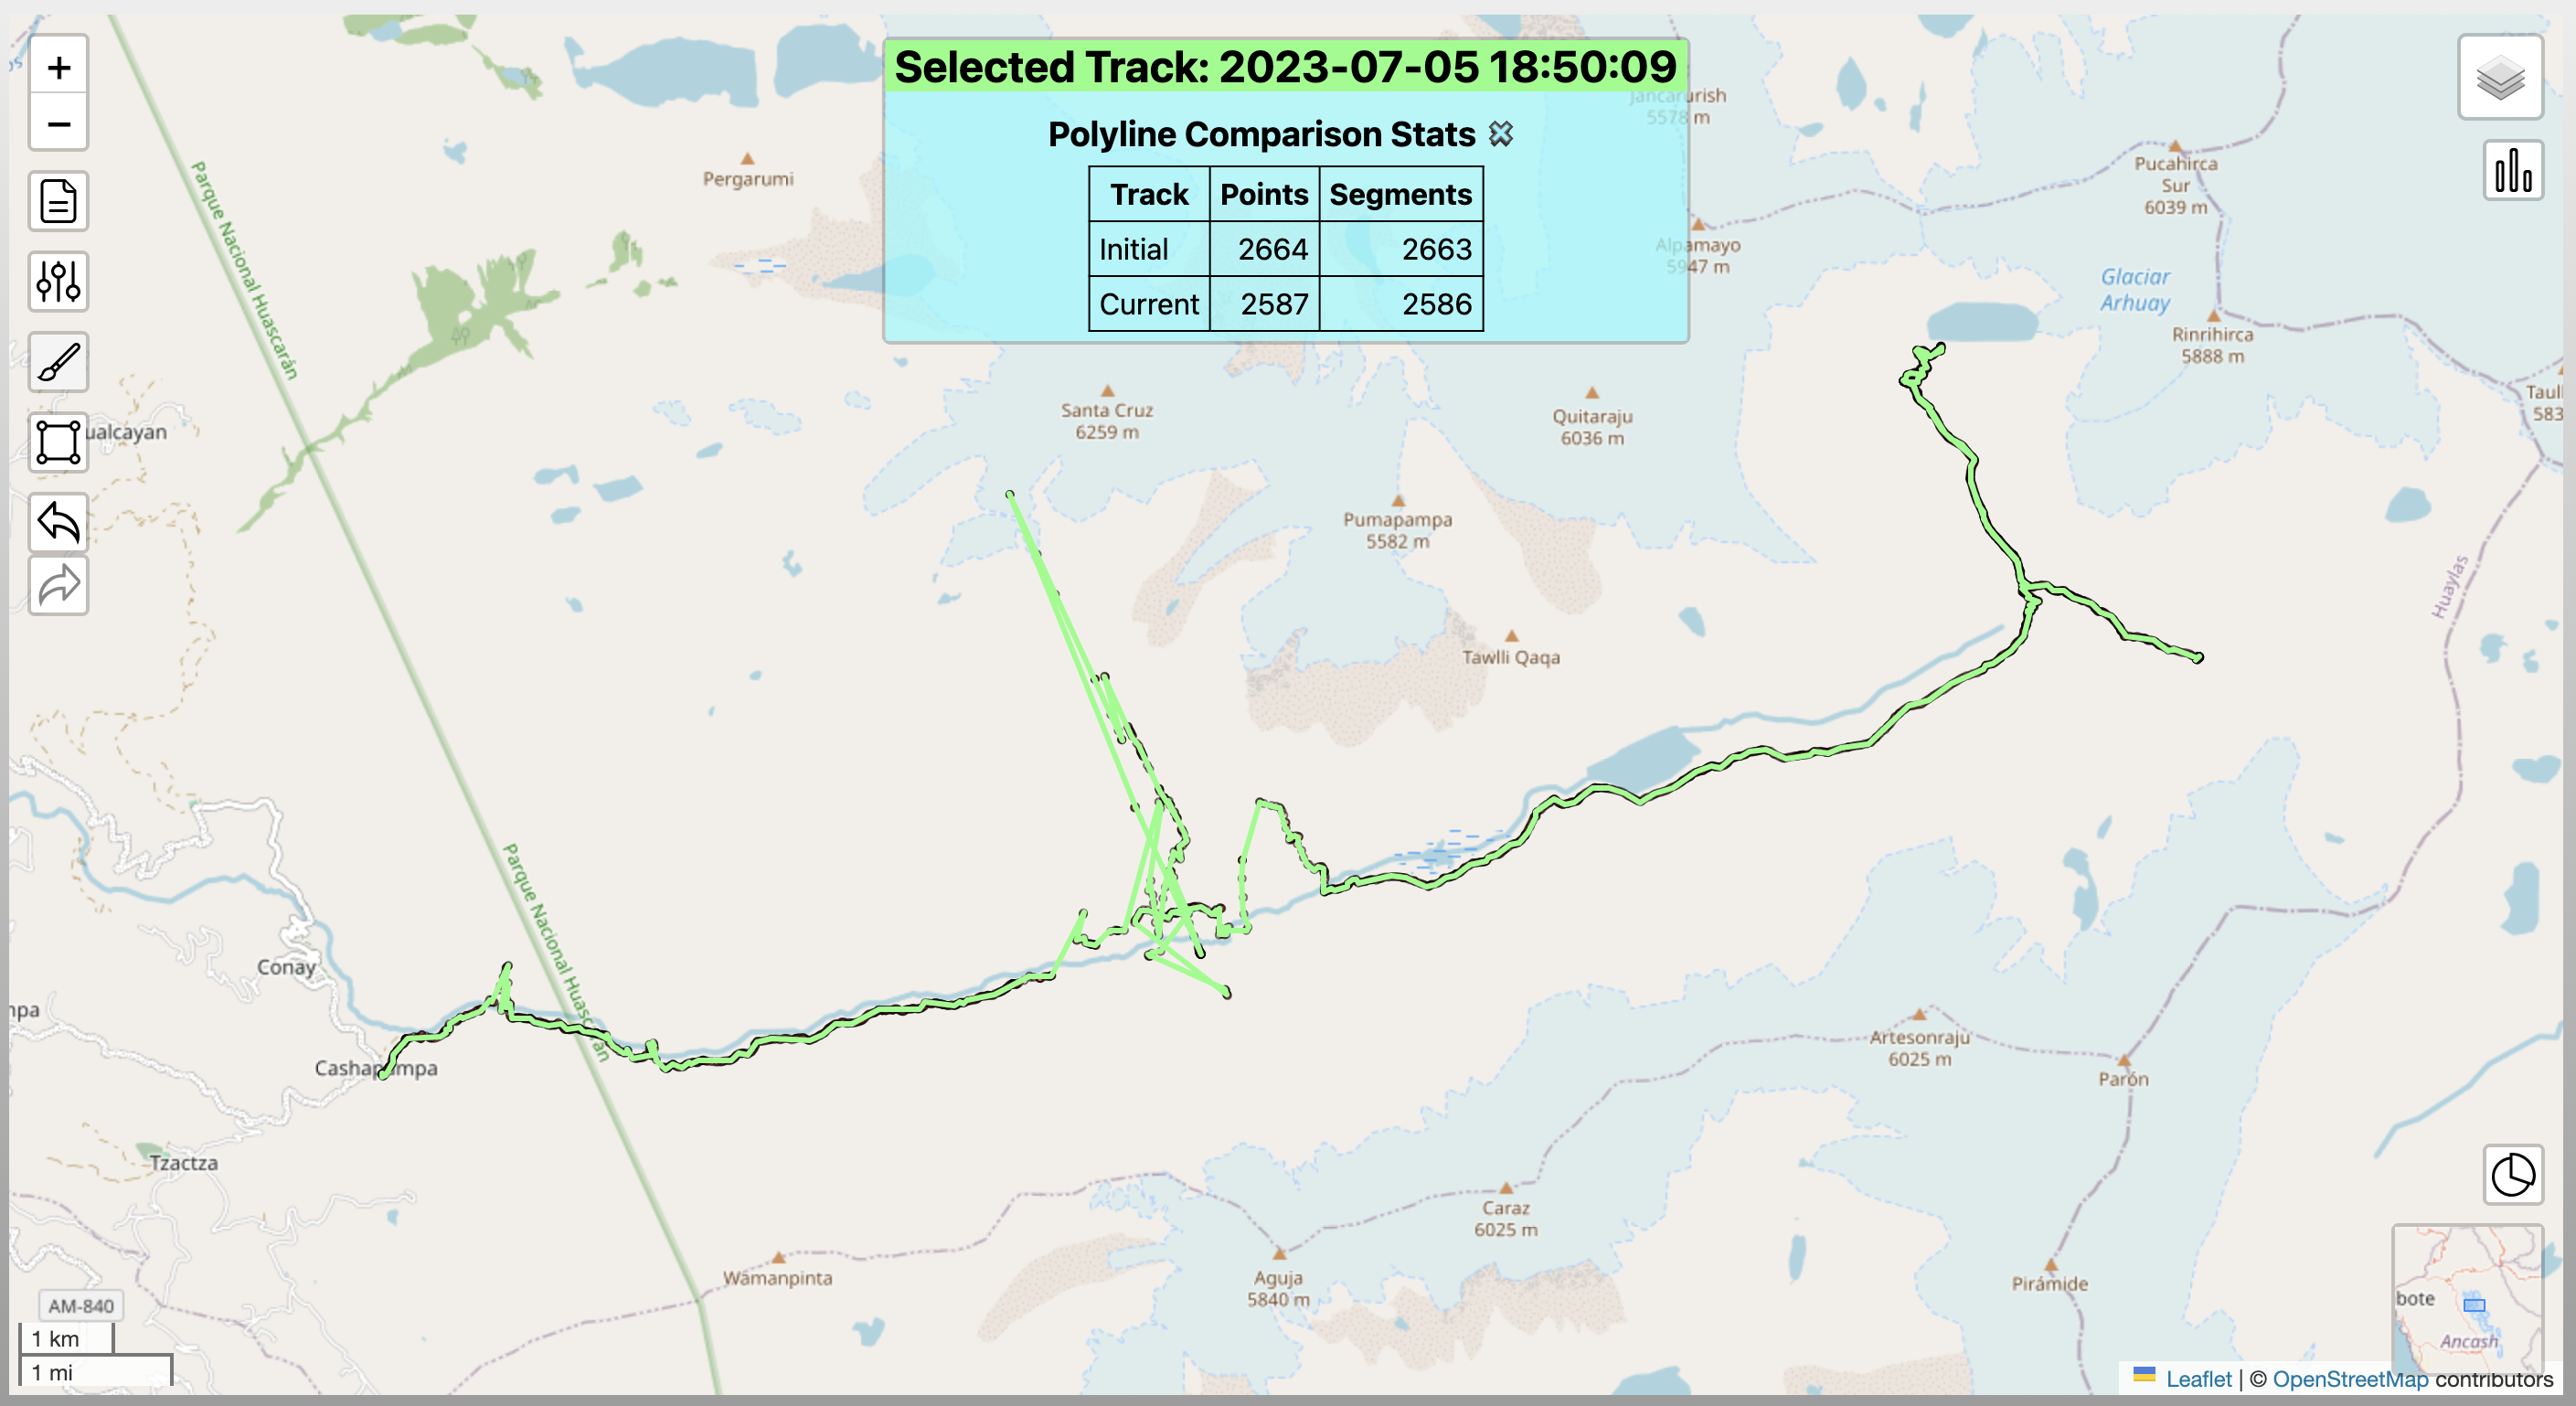 +
−
Selected Track: 2023-07-05 18:50:09
Polyline Comparison Stats ✖
Track Points Segments
Initial 2664 2663
Current 2587 2586
Jancarurish
5578 m
Pucahirca
Sur
6039 m
Pergarumi
Parque Nacional Huascarán
Alpamayo
5947 m
Glaciar
Arhuay
Rinrihirca
5888 m
Taull
583
ualcayan
Santa Cruz
6259 m
Quitaraju
6036 m
Pumapampa
5582 m
Tawlli Qaqa
Huaylas
Parque Nacional Huascarán
Conay
npa
Cashapampa
Artesonraju
6025 m
Parón
Tzactza
Caraz
6025 m
Wamanpinta
Aguja
5840 m
Pirámide
AM-840
bote
Ancash
1 km
1 mi
Leaflet | © OpenStreetMap contributors